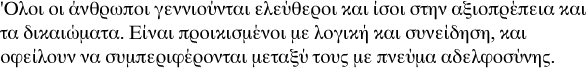 'Ολοι οι άνθρωποι γεννιούνται ελεύθεροι και ίσοι στην αξιοπρέπεια και
τα δικαιώματα. Είναι προικισμένοι με λογική και συνείδηση, και
οφείλουν να συμπεριφέρονται μεταξύ τους με πνεύμα αδελφοσύνης.